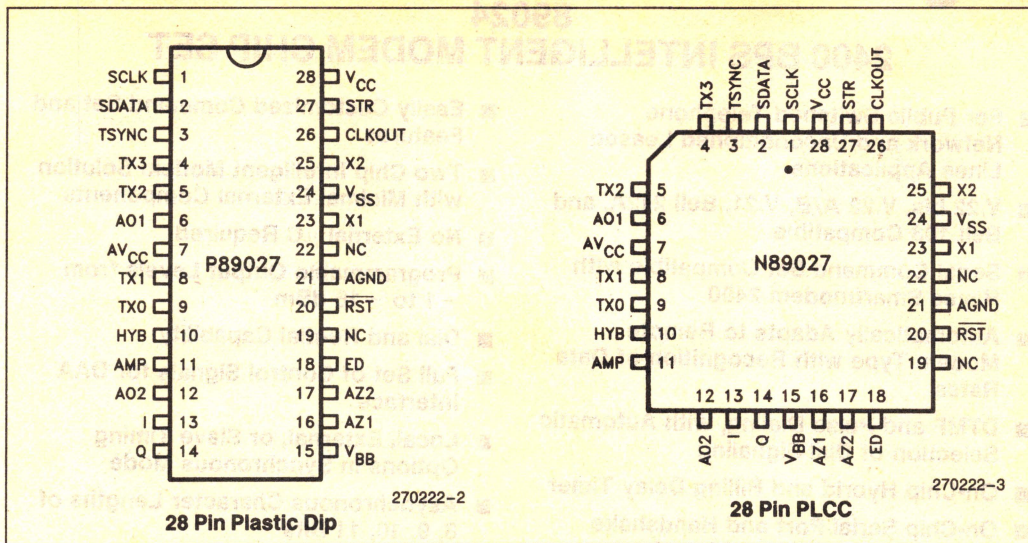 SCLK 1 28 VCC
SDATA 2 27 STR
TSYNC 3 26 CLKOUT
TX3 4 25 X2
TX2 5 24 VSS
AO1 6 23 X1
AVCC 7 22 NC
TX1 8 21 AGND
TX0 9 20 RST
HYB 10 19 NC
AMP 11 18 ED
AO2 12 17 AZ2
I 13 16 AZ1
Q 14 15 VBB
P89027
270222-2
28 Pin Plastic Dip
TX3 TSYNC SDATA SCLK VCC STR CLKOUT
4 3 2 1 28 27 26
TX2 5 25 X2
AO1 6 24 VSS
AVCC 7 23 X1
TX1 8 22 NC
TX0 9 21 AGND
HYB 10 20 RST
AMP 11 19 NC
N89027
12 13 14 15 16 17 18
AO2 I Q VBB AZ1 AZ2 ED
270222-3
28 Pin PLCC